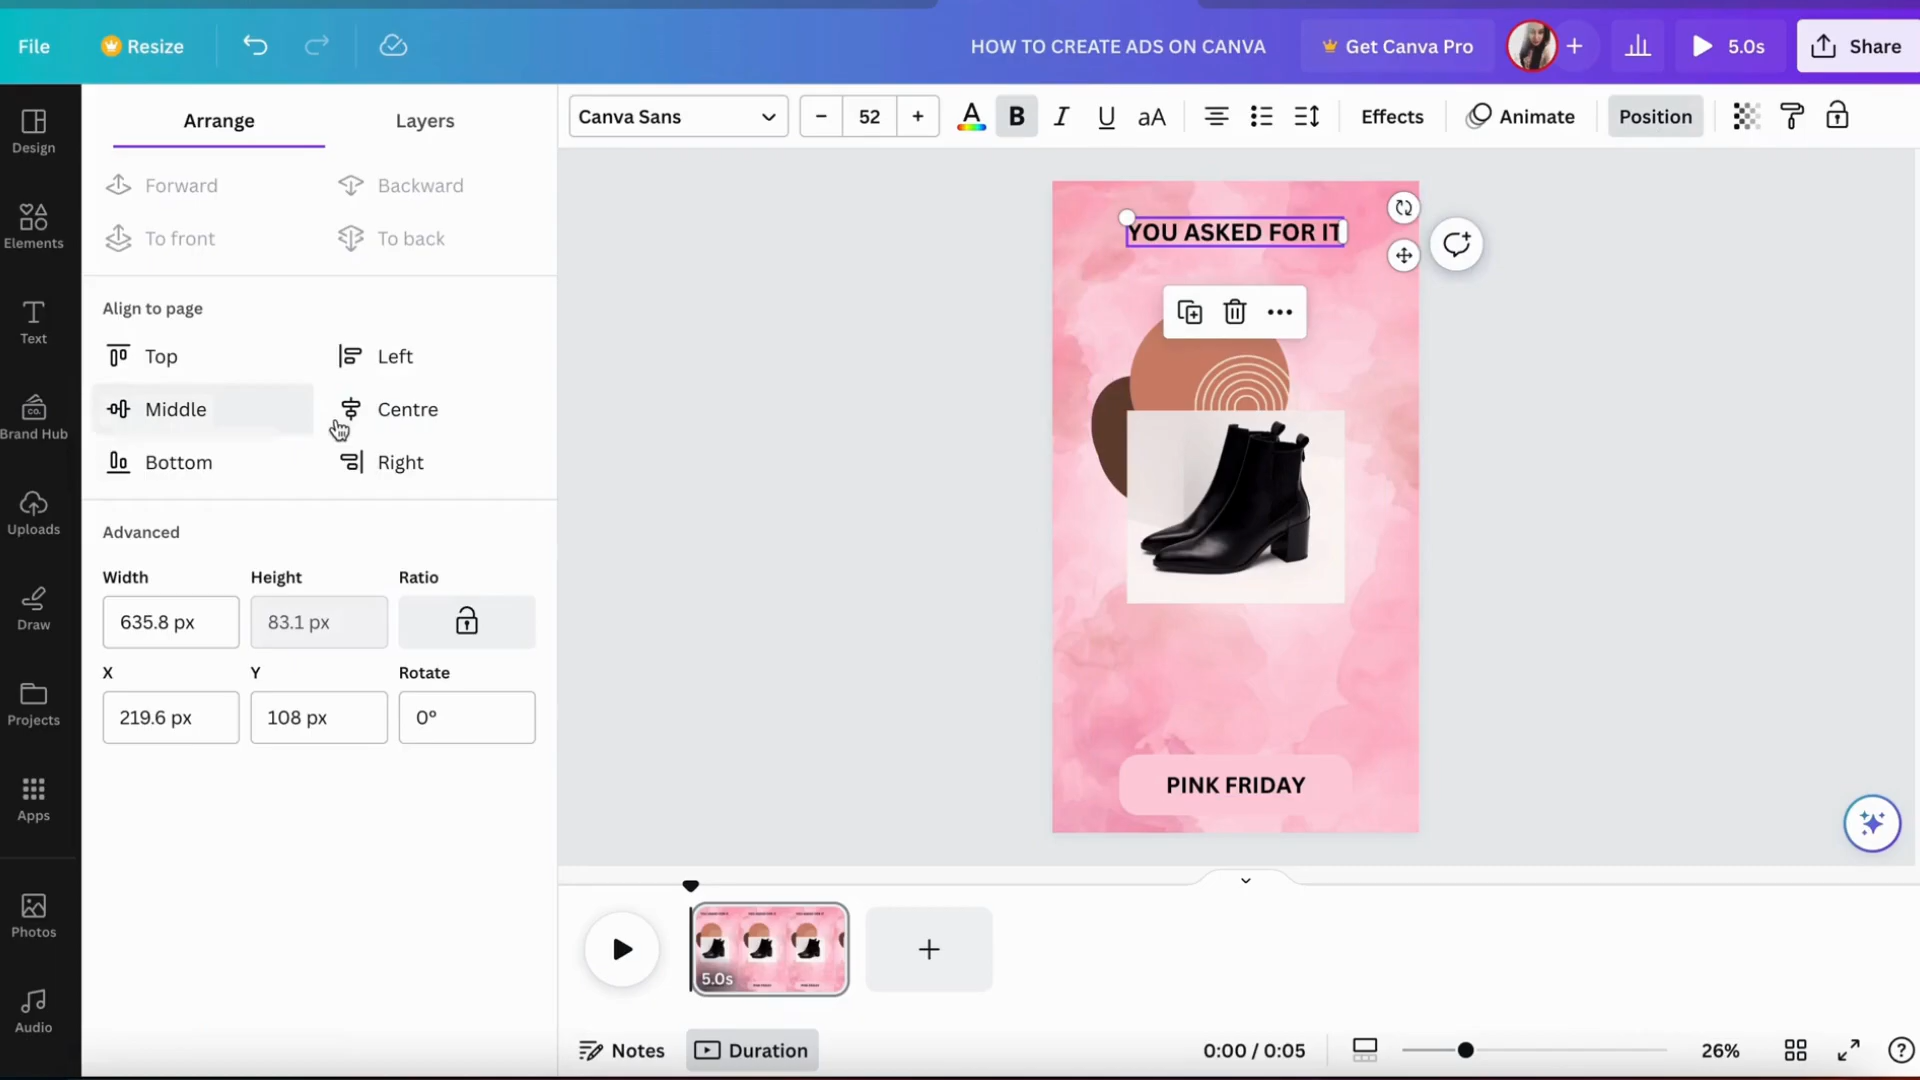 File
Resize
HOW TO CREATE ADS ON CANVA
Get Canva Pro
5.0s
Share
Design
Elements
Text
Brand Hub
Uploads
Draw
Projects
Apps
Photos
Audio
Arrange
Layers
Forward
Backward
To front
To back
Align to page
Top
Left
Middle
Centre
Bottom
Right
Advanced
Width
Height
Ratio
635.8 px
83.1 px
X
Y
Rotate
219.6 px
108 px
0°
Canva Sans
52
A
B
I
U
aA
Effects
Animate
Position
YOU ASKED FOR IT
PINK FRIDAY
5.0s
Notes
Duration
0:00 / 0:05
26%